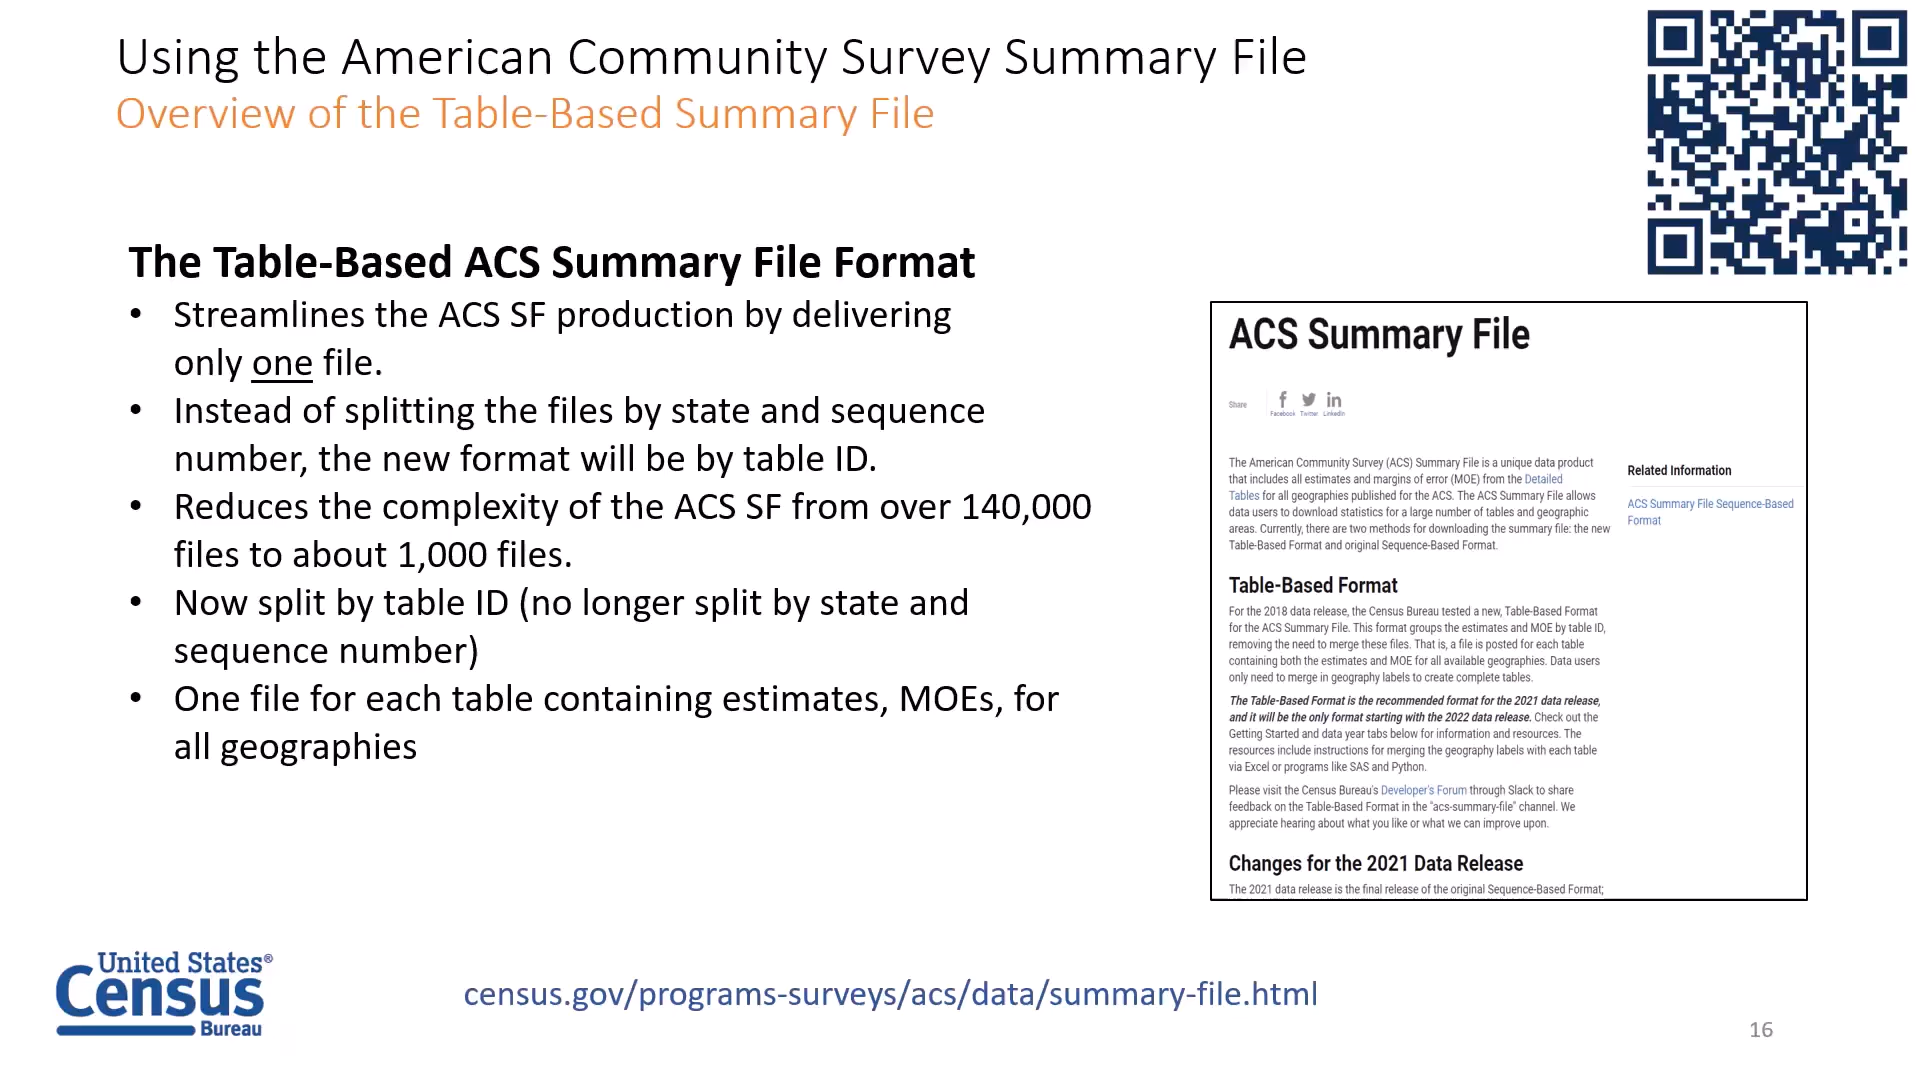 Using the American Community Survey Summary File
Overview of the Table-Based Summary File
The Table-Based ACS Summary File Format
• Streamlines the ACS SF production by delivering
only one file.
• Instead of splitting the files by state and sequence
number, the new format will be by table ID.
• Reduces the complexity of the ACS SF from over 140,000
files to about 1,000 files.
• Now split by table ID (no longer split by state and
sequence number)
• One file for each table containing estimates, MOEs, for
all geographies
ACS Summary File
Share
Facebook Twitter LinkedIn
The American Community Survey (ACS) Summary File is a unique data product
that includes all estimates and margins of error (MOE) from the Detailed
Tables for all geographies published for the ACS. The ACS Summary File allows
data users to download statistics for a large number of tables and geographic
areas. Currently, there are two methods for downloading the summary file: the new
Table-Based Format and original Sequence-Based Format.
Related Information
ACS Summary File Sequence-Based
Format
Table-Based Format
For the 2018 data release, the Census Bureau tested a new, Table-Based Format
for the ACS Summary File. This format groups the estimates and MOE by table ID,
removing the need to merge these files. That is, a file is posted for each table
containing both the estimates and MOE for all available geographies. Data users
only need to merge in geography labels to create complete tables.
The Table-Based Format is the recommended format for the 2021 data release,
and it will be the only format starting with the 2022 data release. Check out the
Getting Started and data year tabs below for information and resources. The
resources include instructions for merging the geography labels with each table
via Excel or programs like SAS and Python.
Please visit the Census Bureau's Developer's Forum through Slack to share
feedback on the Table-Based Format in the "acs-summary-file" channel. We
appreciate hearing about what you like or what we can improve upon.
Changes for the 2021 Data Release
The 2021 data release is the final release of the original Sequence-Based Format;
United States®
Census
Bureau
census.gov/programs-surveys/acs/data/summary-file.html
16